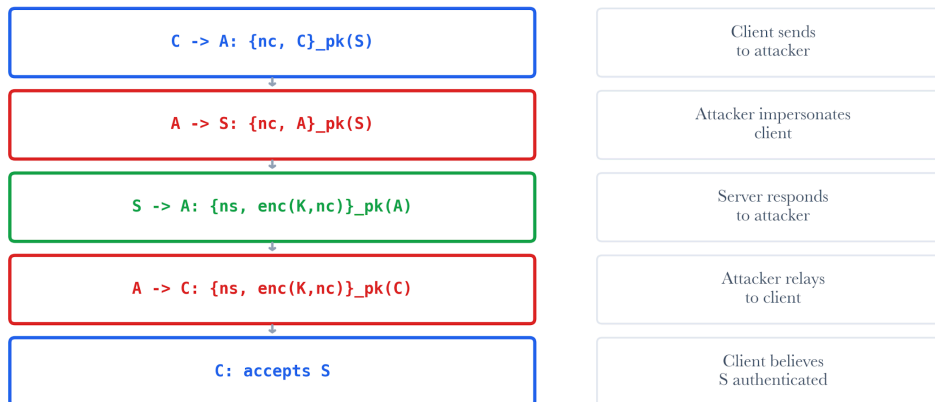 C -> A: {nc, C}_pk(S)
Client sends
to attacker
A -> S: {nc, A}_pk(S)
Attacker impersonates
client
S -> A: {ns, enc(K,nc)}_pk(A)
Server responds
to attacker
A -> C: {ns, enc(K,nc)}_pk(C)
Attacker relays
to client
C: accepts S
Client believes
S authenticated